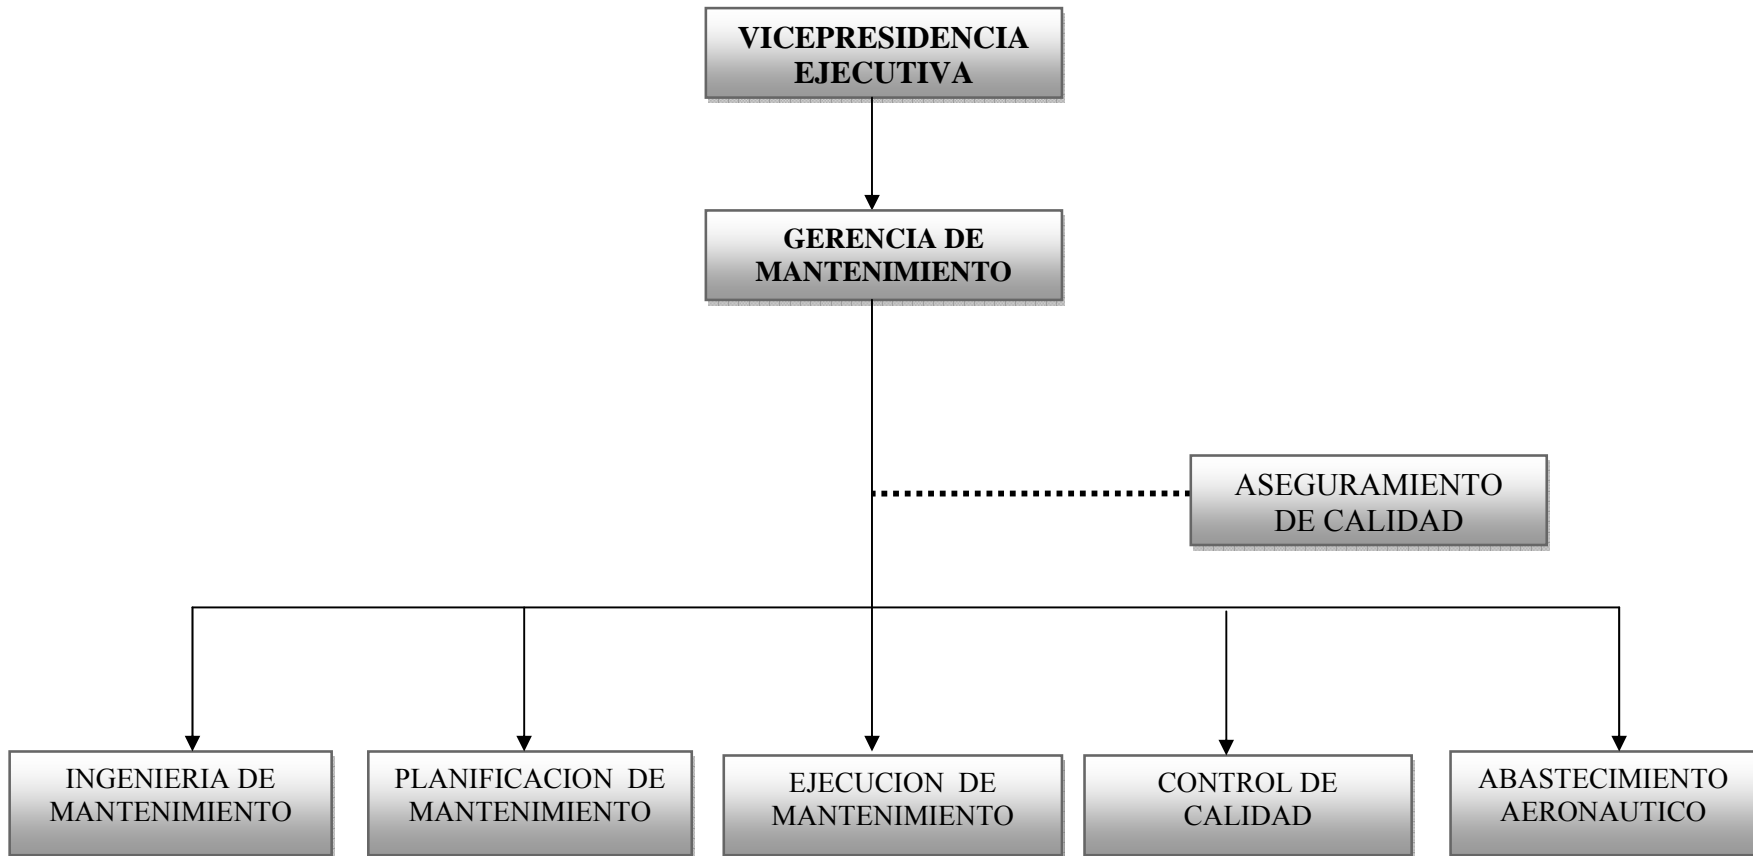 VICEPRESIDENCIA
EJECUTIVA
GERENCIA DE
MANTENIMIENTO
ASEGURAMIENTO
DE CALIDAD
INGENIERIA DE
MANTENIMIENTO
PLANIFICACION DE
MANTENIMIENTO
EJECUCION DE
MANTENIMIENTO
CONTROL DE
CALIDAD
ABASTECIMIENTO
AERONAUTICO